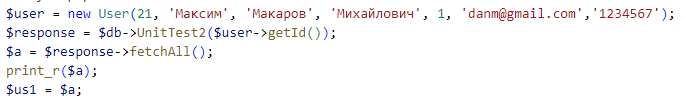 $user = new User(21, 'Максим', 'Макаров', 'Михайлович', 1, 'danm@gmail.com','1234567');
$response = $db->UnitTest2($user->getId());
$a = $response->fetchAll();
print_r($a);
$us1 = $a;